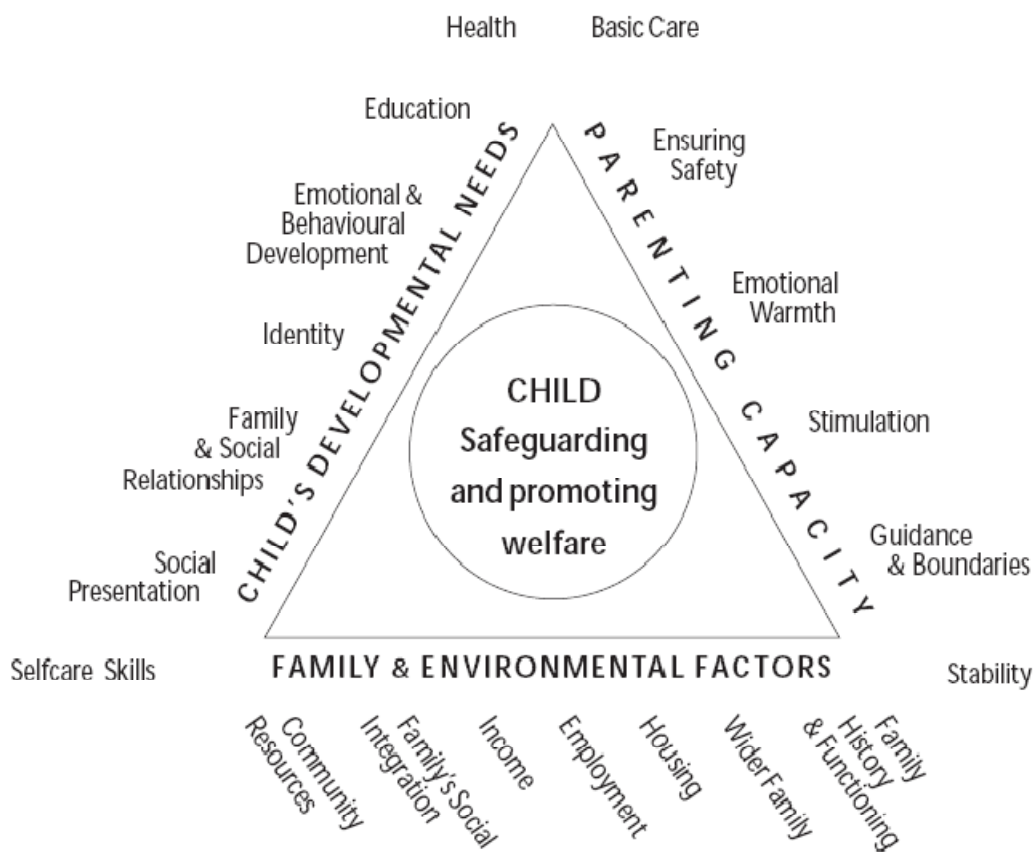 Health
Basic Care
Education
Ensuring
Safety
Emotional &
Behavioural
Development
Emotional
Warmth
Identity
Stimulation
Family
& Social
Relationships
Guidance
& Boundaries
Social
Presentation
Selfcare Skills
Stability
CHILD'S DEVELOPMENTAL NEEDS
PARENTING CAPACITY
CHILD
Safeguarding
and promoting
welfare
FAMILY & ENVIRONMENTAL FACTORS
Community
Resources
Family's Social
Integration
Income
Employment
Housing
Wider Family
Family
History
& Functioning